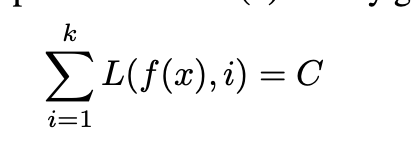 k
∑ L(f(x), i) = C
i=1